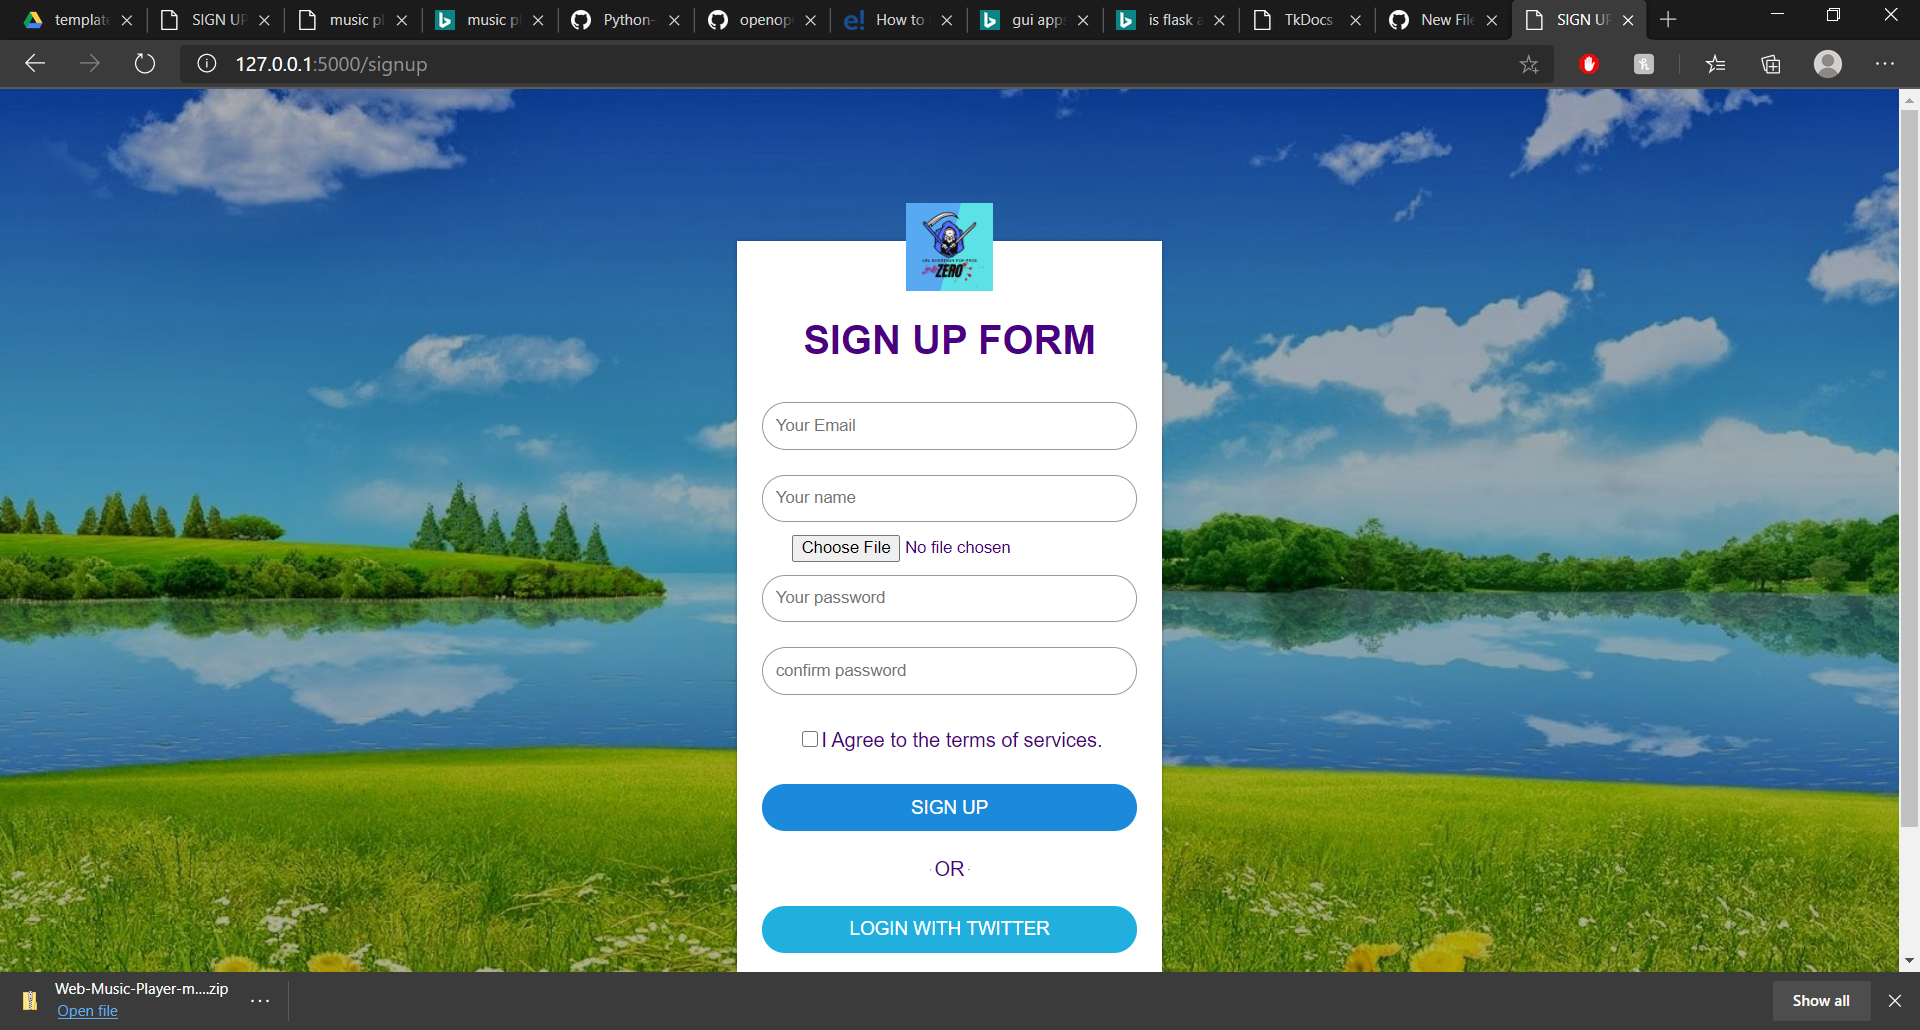 templat
SIGN UP
music pl
music pl
Python-
openop
How to
gui apps
is flask a
TkDocs
New File
SIGN UP
127.0.0.1:5000/signup
ZERO
SIGN UP FORM
Your Email
Your name
Choose File No file chosen
Your password
confirm password
I Agree to the terms of services.
SIGN UP
OR
LOGIN WITH TWITTER
Web-Music-Player-m....zip
Open file
Show all